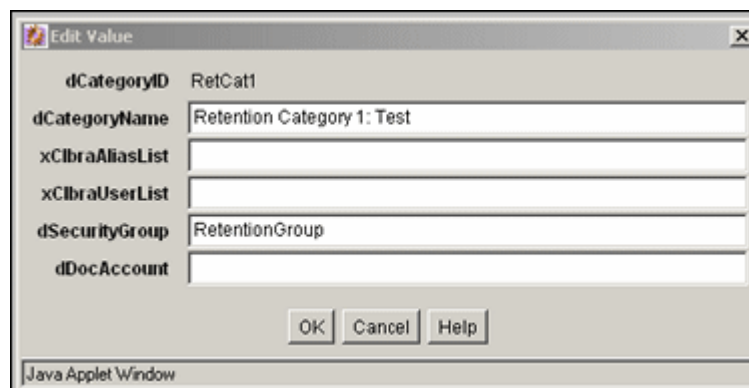 Edit Value
dCategoryID RetCat1
dCategoryName Retention Category 1: Test
xClbraAliasList
xClbraUserList
dSecurityGroup RetentionGroup
dDocAccount
OK Cancel Help
Java Applet Window